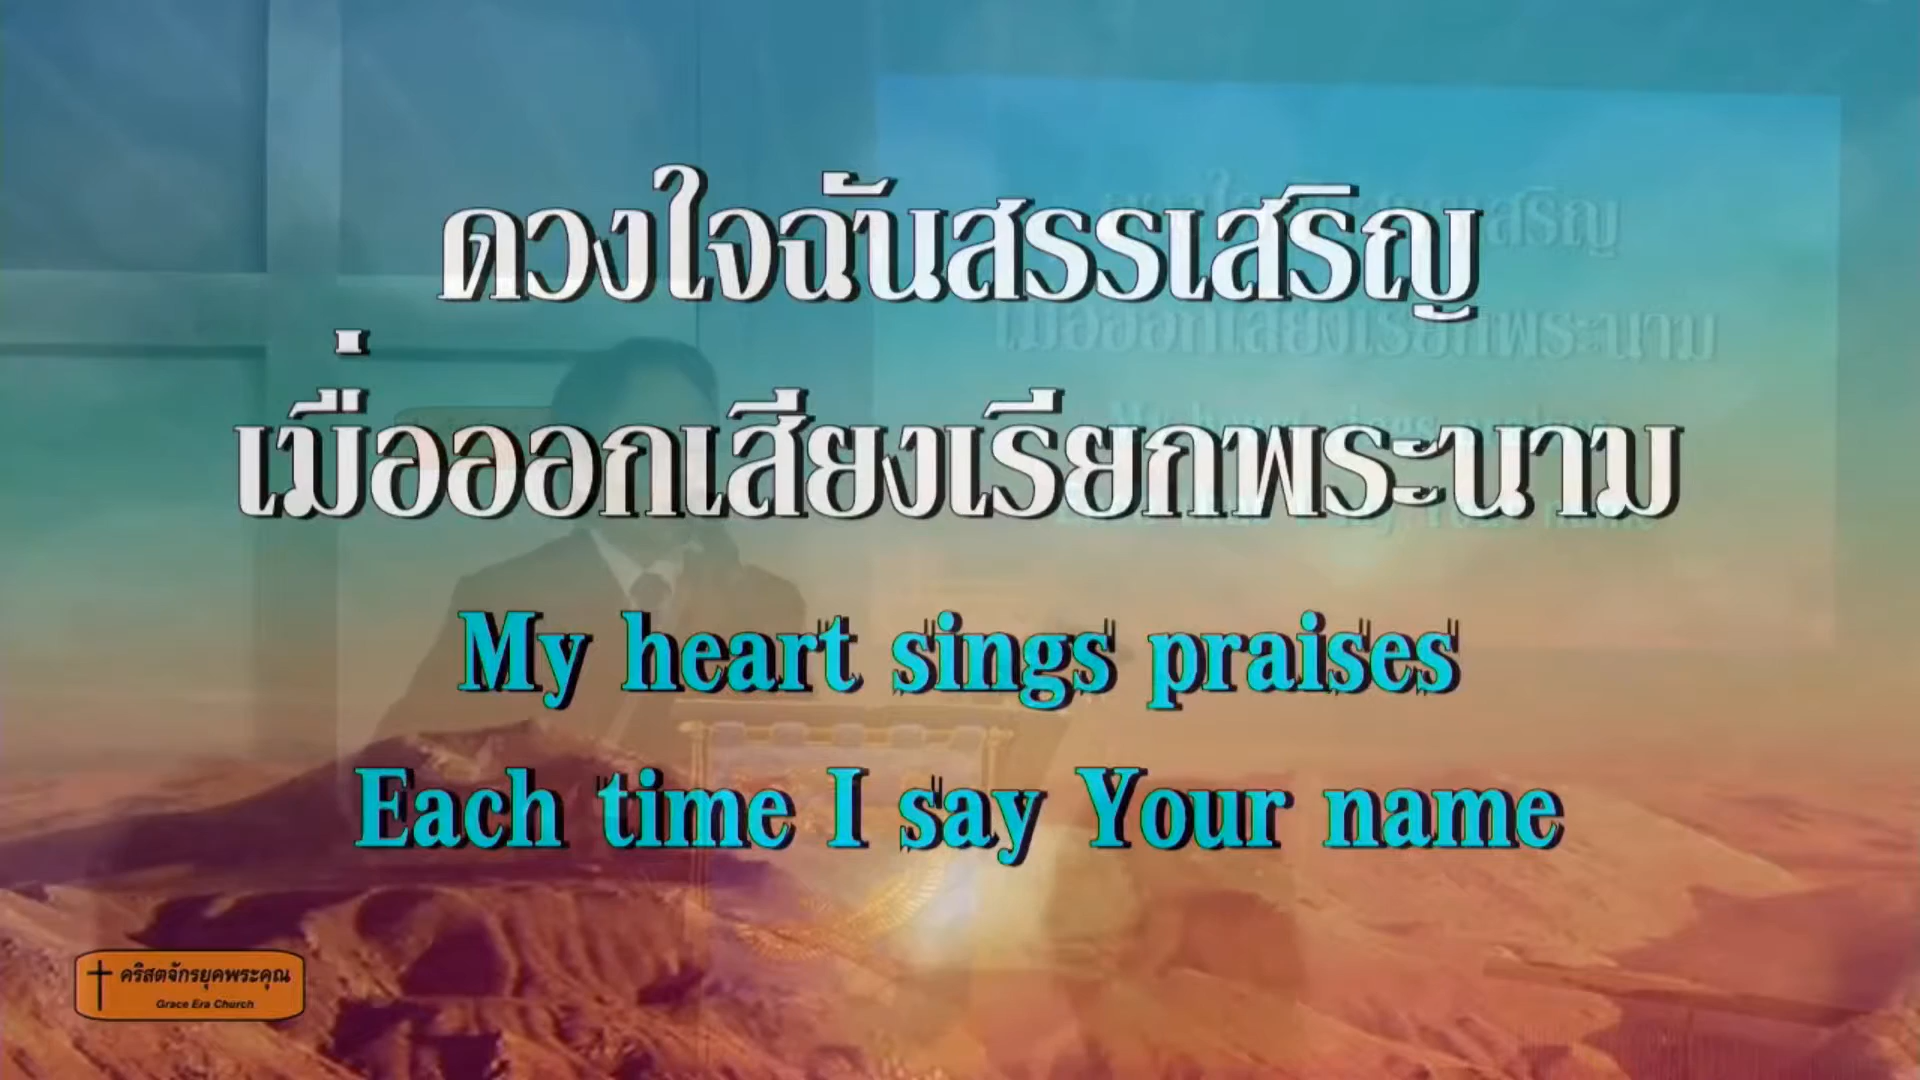 ดวงใจฉันสรรเสริญ
เมื่อออกเสียงเรียกพระนาม
My heart sings praises
Each time I say Your name
คริสตจักรยุคพระคุณ
Grace Era Church